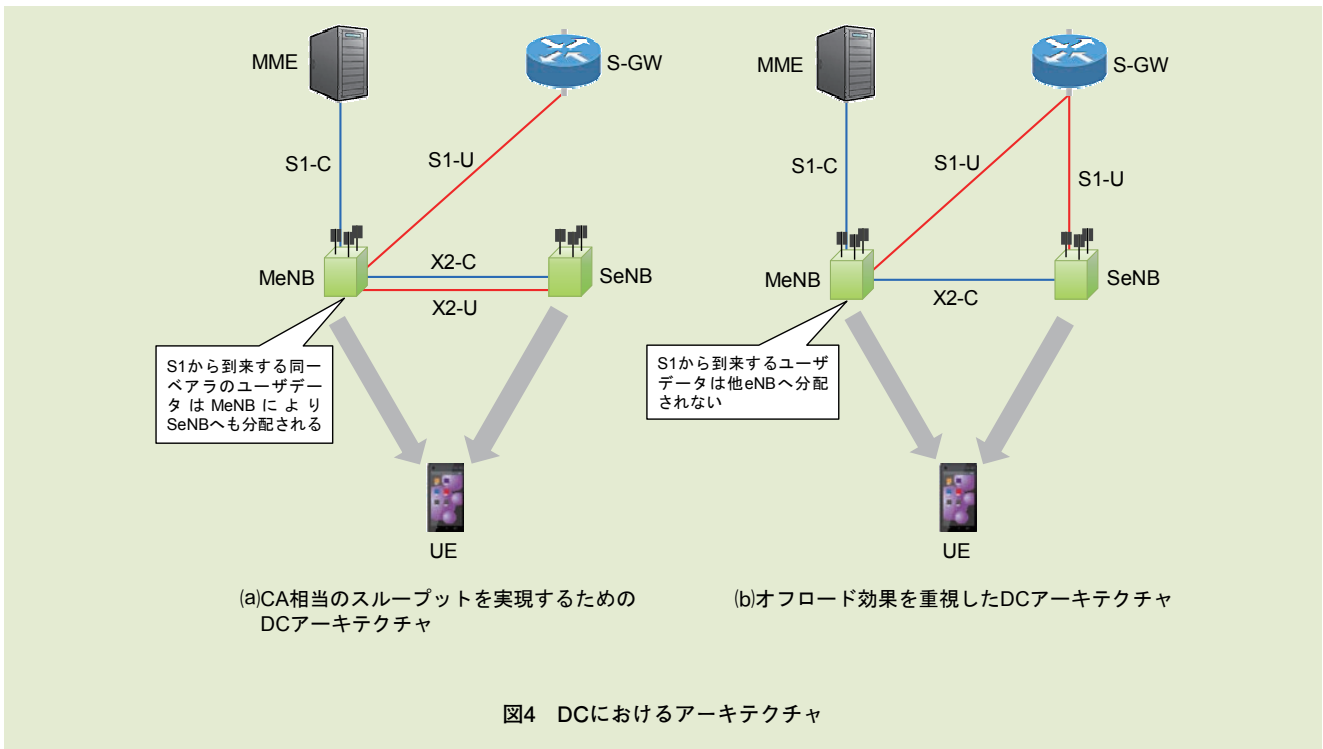 MME
S-GW
S1-C
S1-U
MeNB
X2-C
X2-U
SeNB
S1から到来する同一
ベアラのユーザデー
タはMeNBにより
SeNBへも分配される
UE
(a)CA相当のスループットを実現するための
DCアーキテクチャ
MME
S-GW
S1-C
S1-U
S1-U
MeNB
X2-C
SeNB
S1から到来するユーザ
データは他eNBへ分配
されない
UE
(b)オフロード効果を重視したDCアーキテクチャ
図4 DCにおけるアーキテクチャ